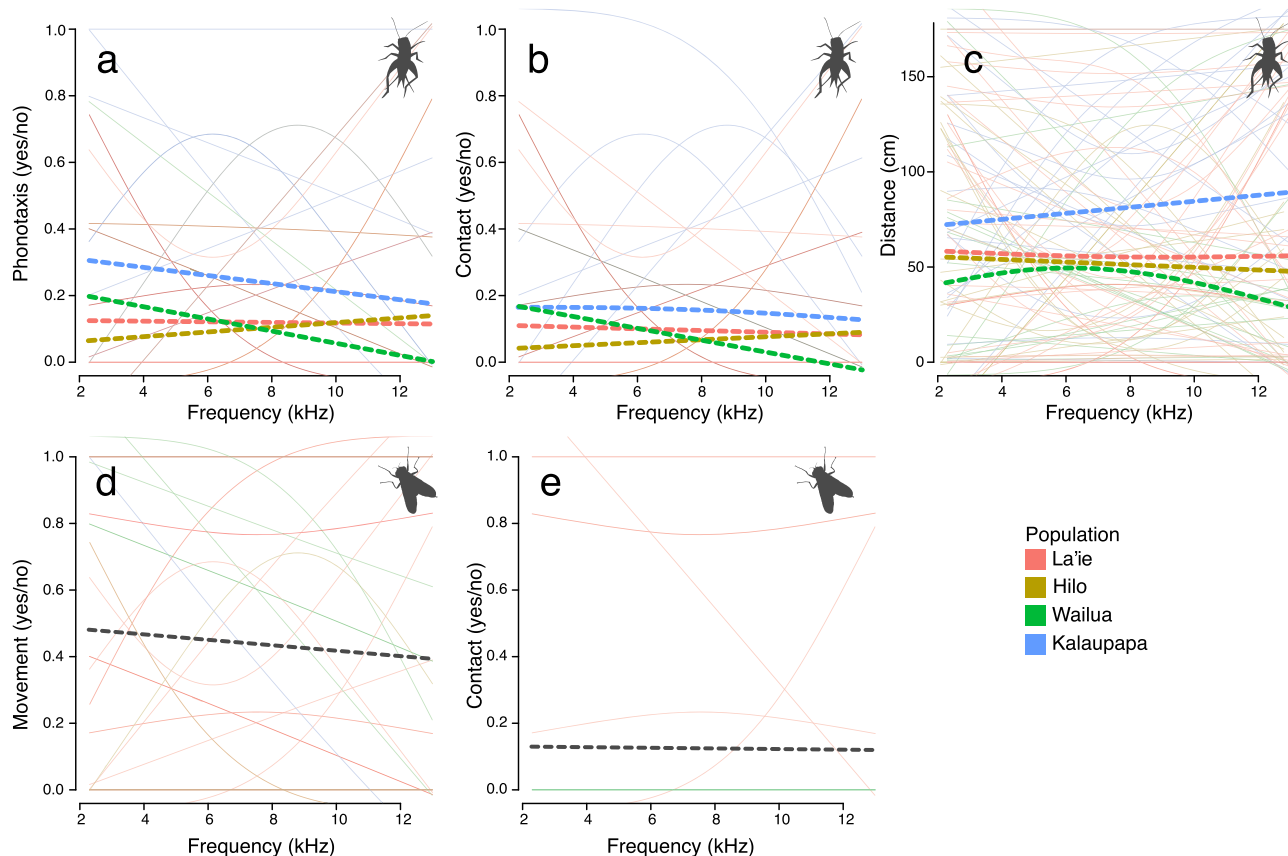 a
Phonotaxis (yes/no)
1.0
0.8
0.6
0.4
0.2
0.0
2 4 6 8 10 12
Frequency (kHz)
b
Contact (yes/no)
1.0
0.8
0.6
0.4
0.2
0.0
2 4 6 8 10 12
Frequency (kHz)
c
Distance (cm)
150
100
50
0
2 4 6 8 10 12
Frequency (kHz)
d
Movement (yes/no)
1.0
0.8
0.6
0.4
0.2
0.0
2 4 6 8 10 12
Frequency (kHz)
e
Contact (yes/no)
1.0
0.8
0.6
0.4
0.2
0.0
2 4 6 8 10 12
Frequency (kHz)
Population
La'ie
Hilo
Wailua
Kalaupapa